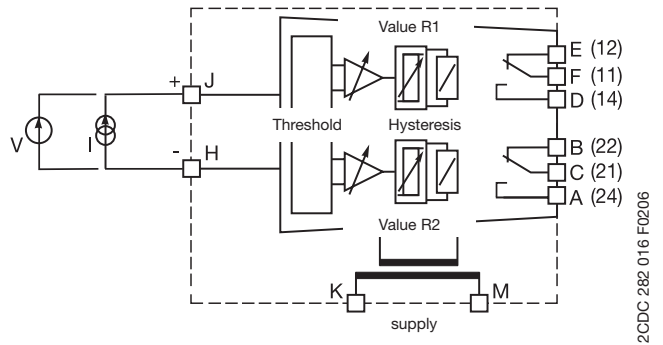 Value R1
E (12)
F (11)
D (14)
+ J
V
I
Threshold
Hysteresis
- H
B (22)
C (21)
A (24)
Value R2
K
M
supply
2CDC 282 016 F0206